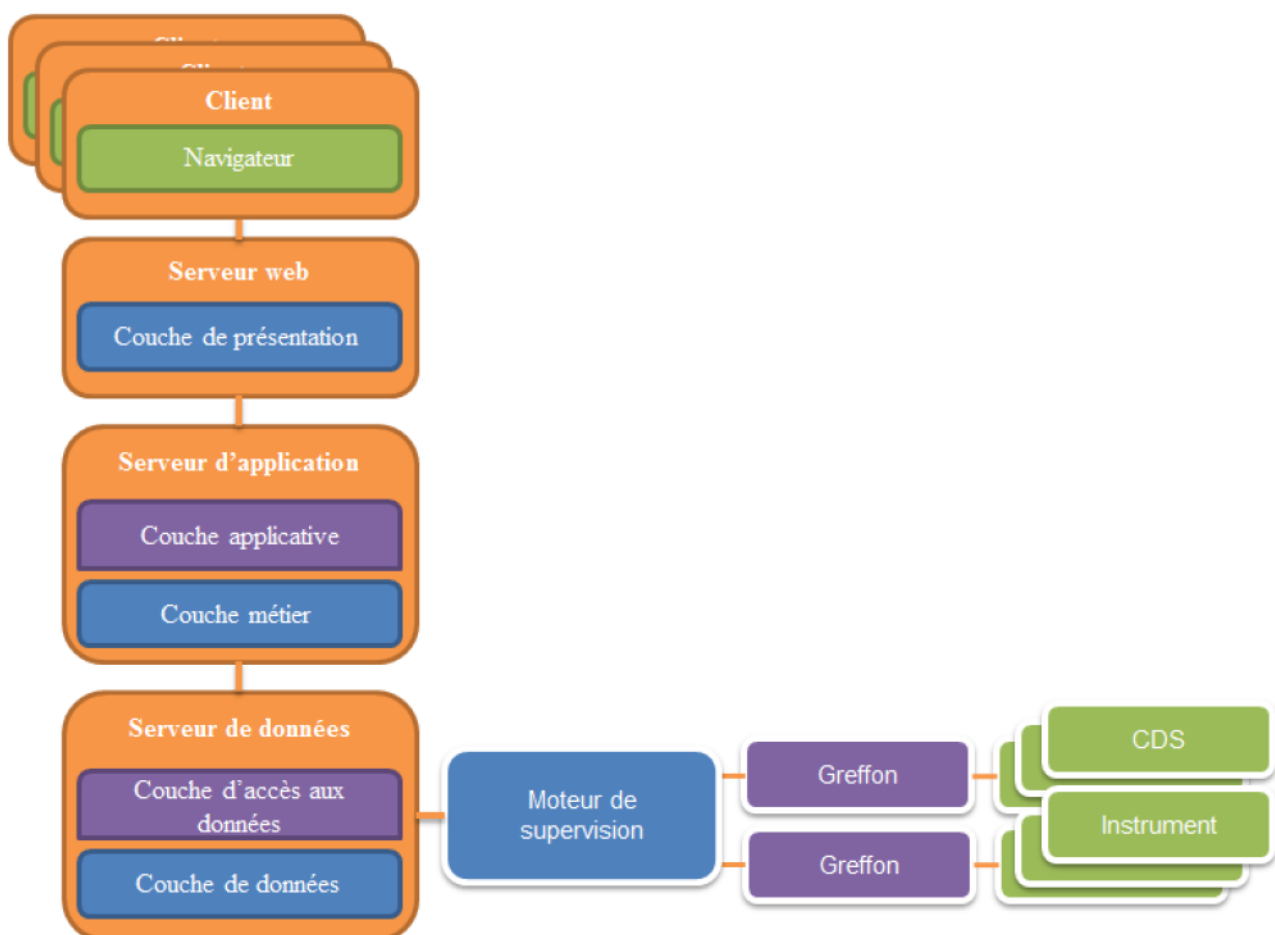 Client
Navigateur
Serveur web
Couche de présentation
Serveur d'application
Couche applicative
Couche métier
Serveur de données
Couche d'accès aux
données
Couche de données
Moteur de
supervision
Greffon
CDS
Greffon
Instrument